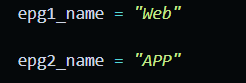 epg1_name = "Web"
epg2_name = "APP"